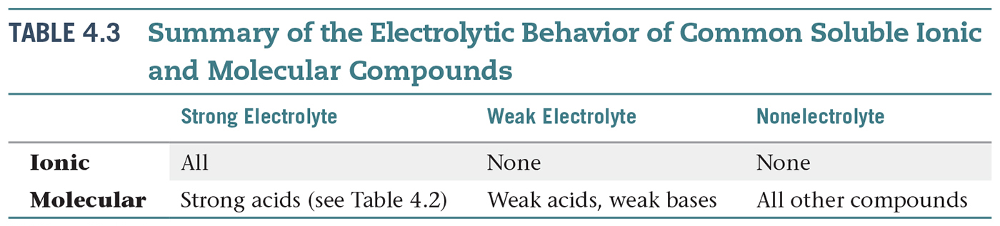 TABLE 4.3 Summary of the Electrolytic Behavior of Common Soluble Ionic
and Molecular Compounds
Strong Electrolyte Weak Electrolyte Nonelectrolyte
Ionic All None None
Molecular Strong acids (see Table 4.2) Weak acids, weak bases All other compounds